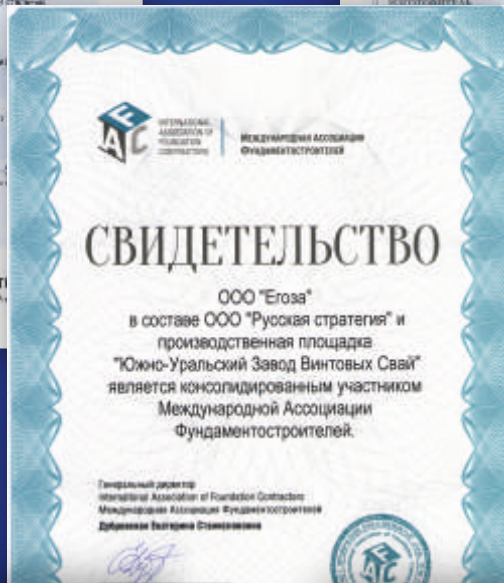 INTERNATIONAL
ASSOCIATION OF
FOUNDATION
CONTRACTORS
МЕЖДУНАРОДНАЯ АССОЦИАЦИЯ
ФУНДАМЕНТОСТРОИТЕЛЕЙ
СВИДЕТЕЛЬСТВО
ООО "Егоза"
в составе ООО "Русская стратегия" и
производственная площадка
"Южно-Уральский Завод Винтовых Свай"
является консолидированным участником
Международной Ассоциации
Фундаментостроителей.
Генеральный директор
International Association of Foundation Contractors
Международная Ассоциация Фундаментостроителей
Екатерина Станиславовна